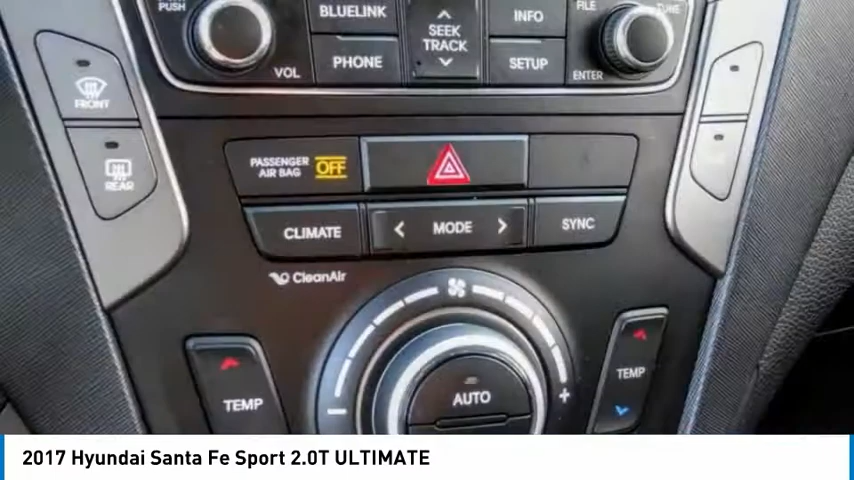 PUSH
BLUELINK
SEEK
TRACK
INFO
FILE
TUNE
PHONE
SETUP
VOL
ENTER
FRONT
REAR
PASSENGER
AIR BAG
OFF
CLIMATE
MODE
SYNC
CleanAir
TEMP
AUTO
TEMP
2017 Hyundai Santa Fe Sport 2.0T ULTIMATE